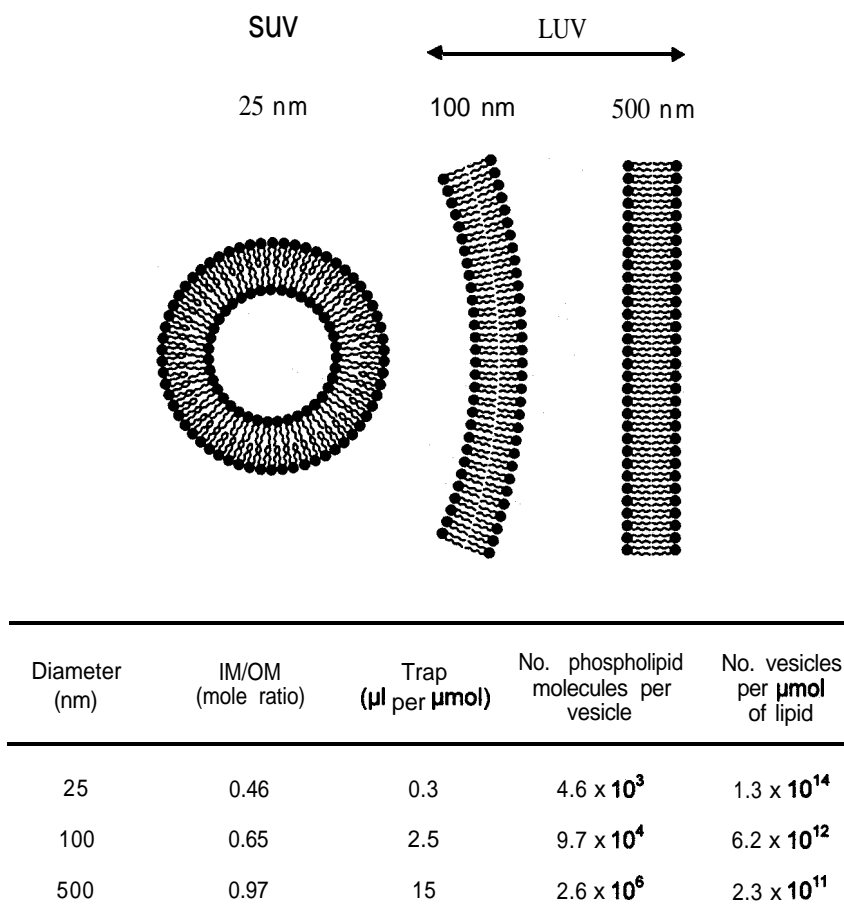 SUV LUV
25 nm 100 nm 500 nm
Diameter (nm) IM/OM (mole ratio) Trap (µl per µmol) No. phospholipid molecules per vesicle No. vesicles per µmol of lipid
25 0.46 0.3 4.6 x 10³ 1.3 x 10¹⁴
100 0.65 2.5 9.7 x 10⁴ 6.2 x 10¹²
500 0.97 15 2.6 x 10⁶ 2.3 x 10¹¹